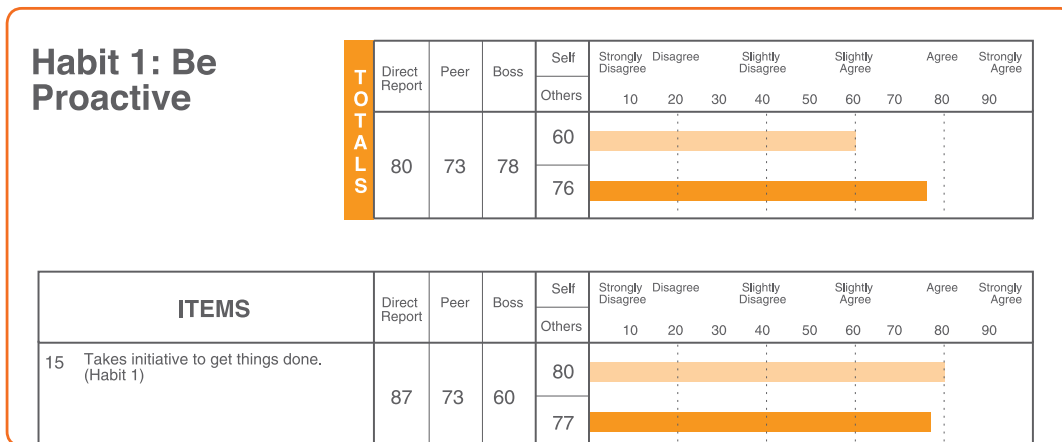 Habit 1: Be
Proactive
TOTALS
Direct
Report
Peer
Boss
Self
Others
Strongly
Disagree
Disagree
Slightly
Disagree
Slightly
Agree
Agree
Strongly
Agree
10 20 30 40 50 60 70 80 90
80 73 78
60
76
ITEMS
Direct
Report
Peer
Boss
Self
Others
Strongly
Disagree
Disagree
Slightly
Disagree
Slightly
Agree
Agree
Strongly
Agree
10 20 30 40 50 60 70 80 90
15 Takes initiative to get things done.
(Habit 1)
87 73 60
80
77